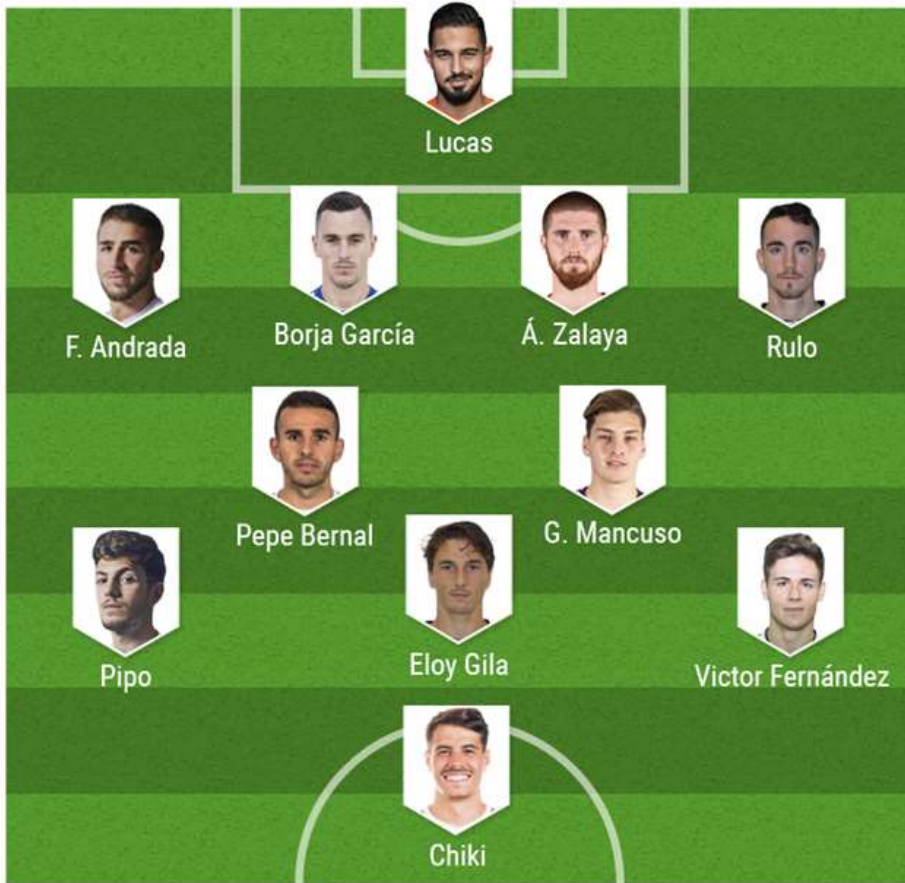 Lucas
F. Andrada
Borja García
Á. Zalaya
Rulo
Pepe Bernal
G. Mancuso
Pipo
Eloy Gila
Victor Fernández
Chiki